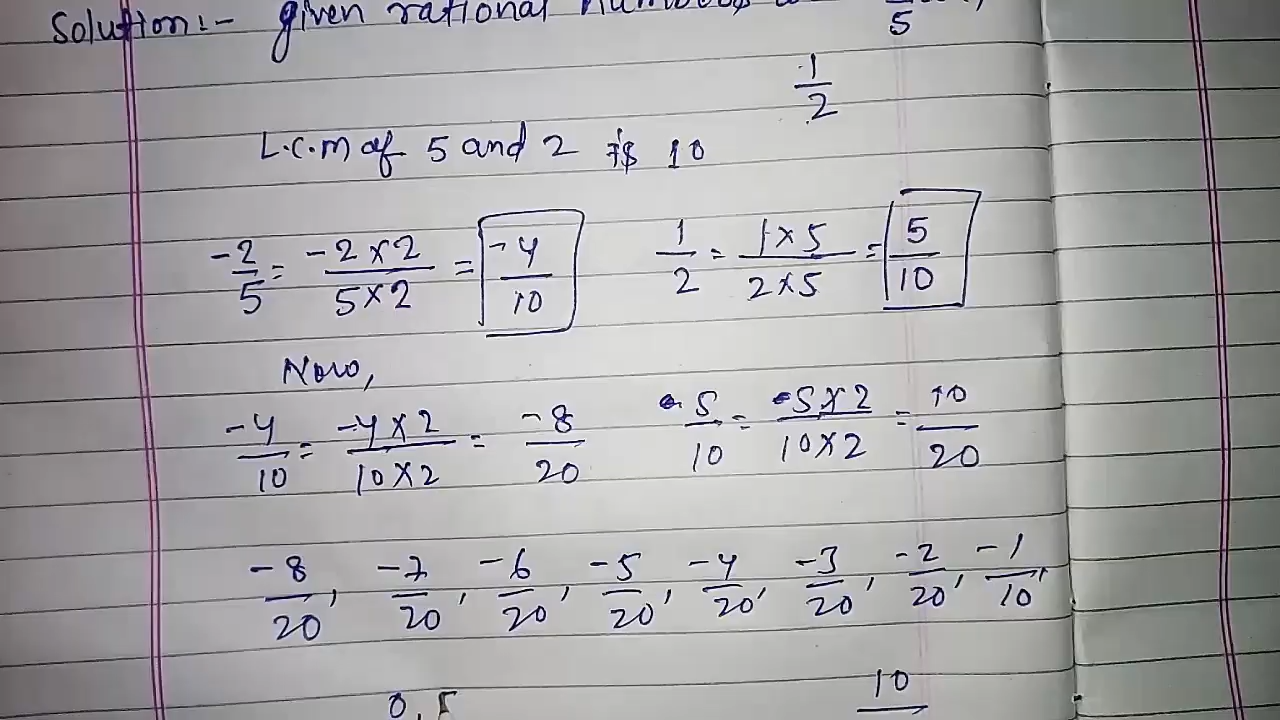 Solution:- given rational numbers
5
1/2
L.C.M of 5 and 2 is 10
-2/5 = -2×2/5×2 = -4/10 1/2 = 1×5/2×5 = 5/10
Now,
-4/10 = -4×2/10×2 = -8/20 5/10 = 5×2/10×2 = 10/20
-8/20, -7/20, -6/20, -5/20, -4/20, -3/20, -2/20, -1/10,
10